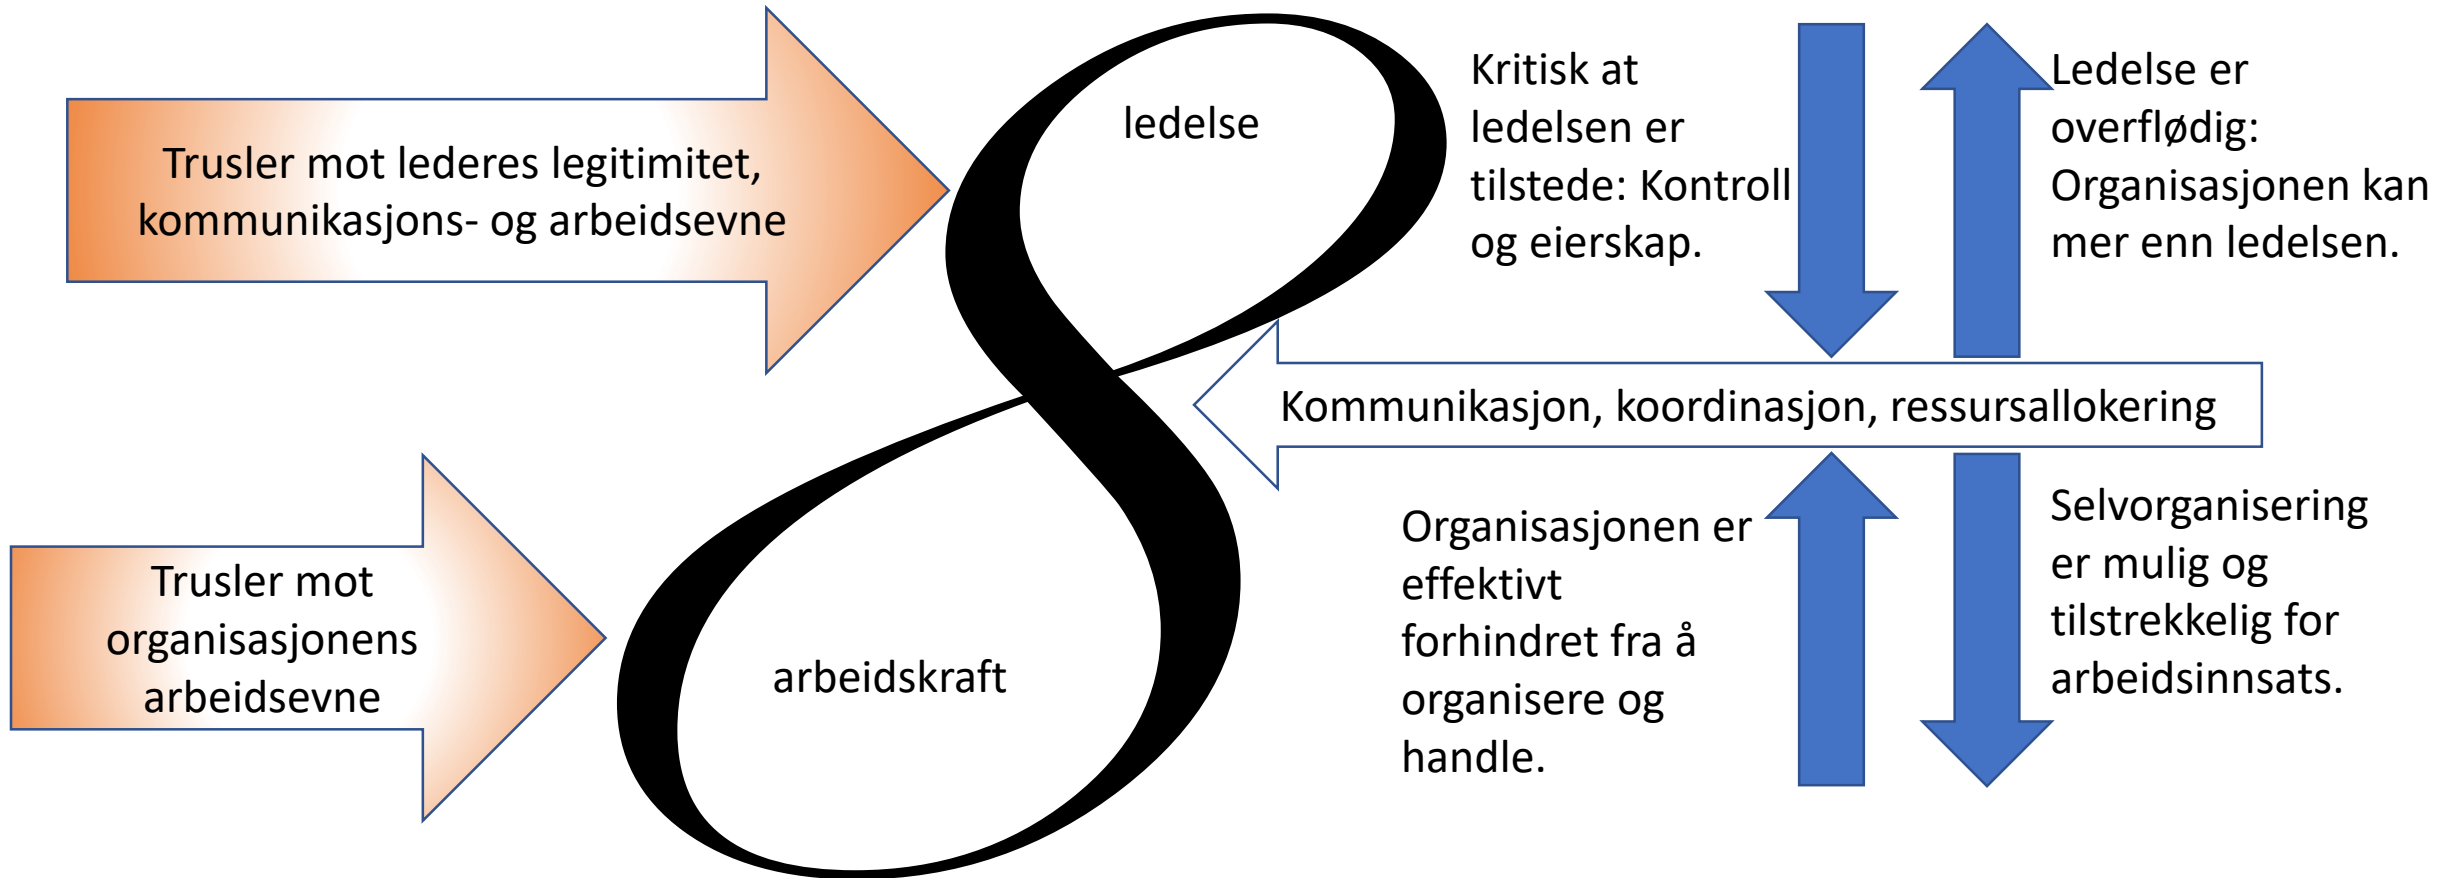 Trusler mot lederes legitimitet,
kommunikasjons- og arbeidsevne
ledelse
Kritisk at
ledelsen er
tilstede: Kontroll
og eierskap.
Ledelse er
overflødig:
Organisasjonen kan
mer enn ledelsen.
Kommunikasjon, koordinasjon, ressursallokering
Trusler mot
organisasjonens
arbeidsevne
arbeidskraft
Organisasjonen er
effektivt
forhindret fra å
organisere og
handle.
Selvorganisering
er mulig og
tilstrekkelig for
arbeidsinnsats.